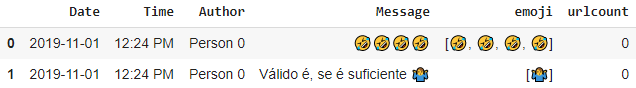 Date Time Author Message emoji urlcount
0 2019-11-01 12:24 PM Person 0 🤣🤣🤣🤣 [🤣, 🤣, 🤣, 🤣] 0
1 2019-11-01 12:24 PM Person 0 Válido é, se é suficiente 🤷‍♂️ [🤷‍♂️] 0